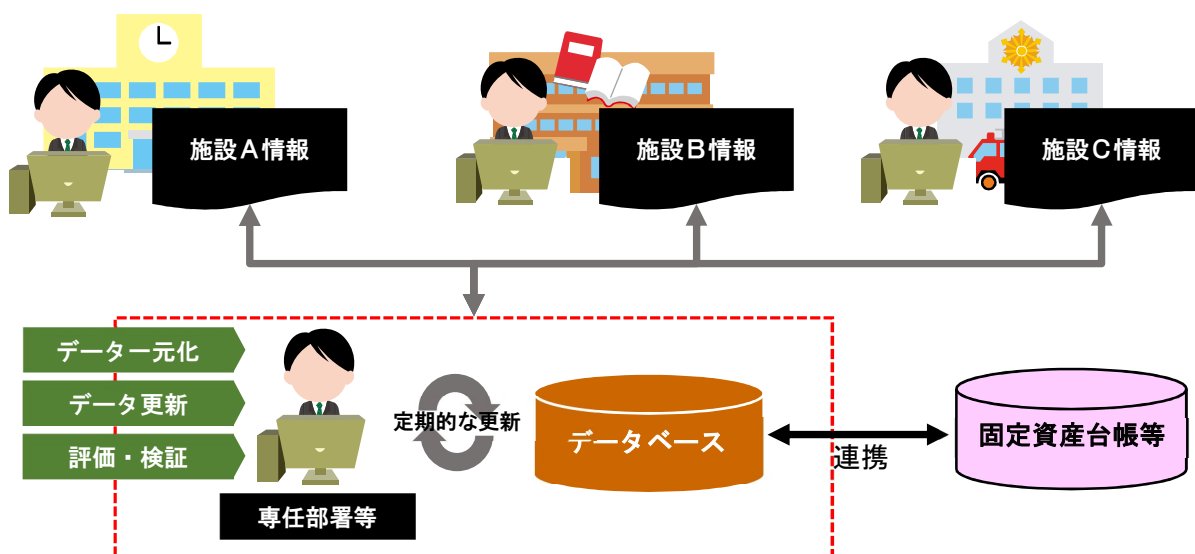 施設A情報
施設B情報
施設C情報
データ一元化
データ更新
評価・検証
定期的な更新
データベース
連携
固定資産台帳等
専任部署等